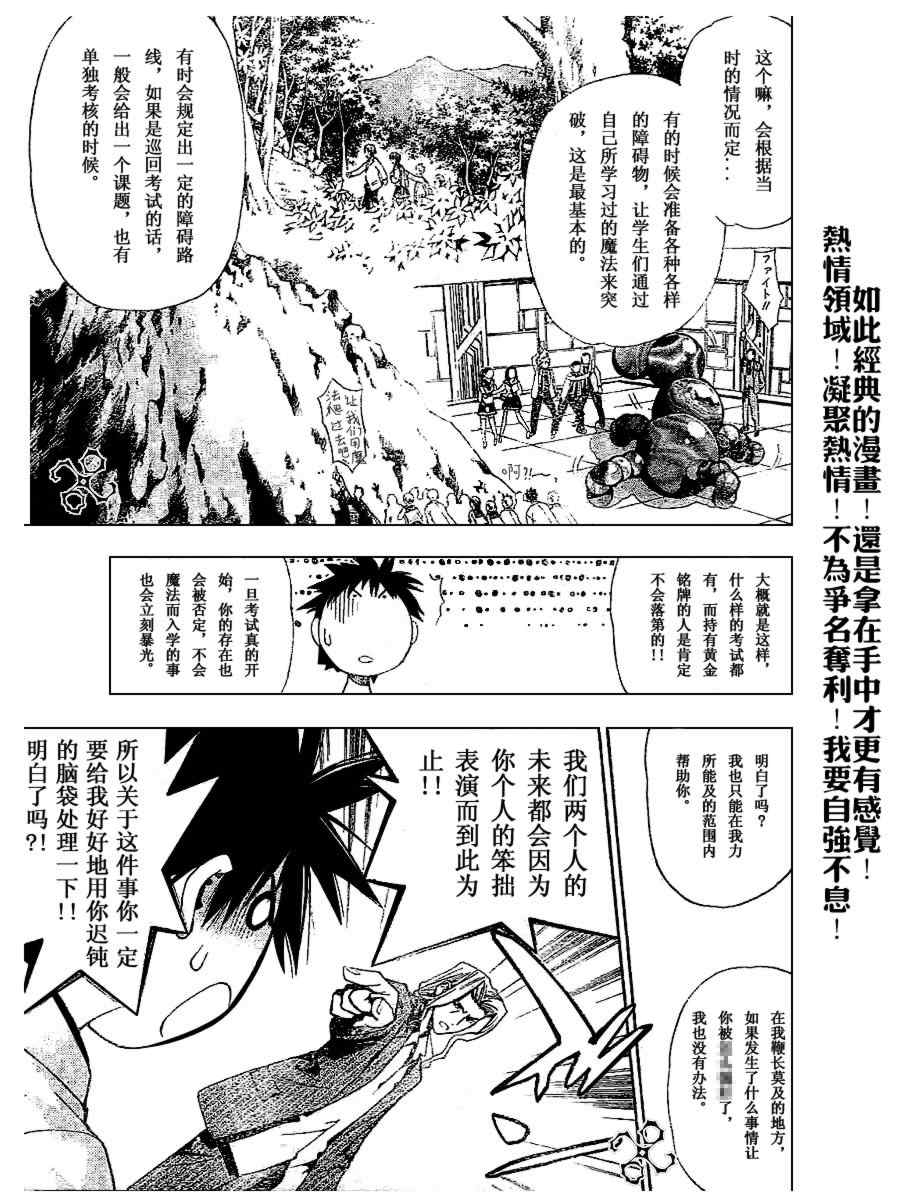 这个嘛，会根据当
时的情况而定...
有的时候会准备各种各样
的障碍物，让学生们通过
自己所学习过的魔法来突
破，这是最基本的。
ファイト!!
有时会规定出一定的障碍路
线，如果是巡回考试的话，
一般会给出一个课题，也有
单独考核的时候。
让我们用魔
法爬过去吧
啊?!
大概就是这样，
什么样的考试都
有，而持有黄金
铭牌的人是肯定
不会落第的!!
一旦考试真的开
始，你的存在也
会被否定，不会
魔法而入学的事
也会立刻暴光。
明白了吗？
我也只能在我力
所能及的范围内
帮助你。
在我鞭长莫及的地方，
如果发生了什么事情让
你被了，
我也没有办法。
我们两个人的
未来都会因为
你个人的笨拙
表演而到此为
止!!
所以关于这件事你一定
要给我好好地用你迟钝
的脑袋处理一下!!
明白了吗?!
如此經典的漫畫！還是拿在手中才更有感覺！
熱情領域！凝聚熱情！不為爭名奪利！我要自強不息！